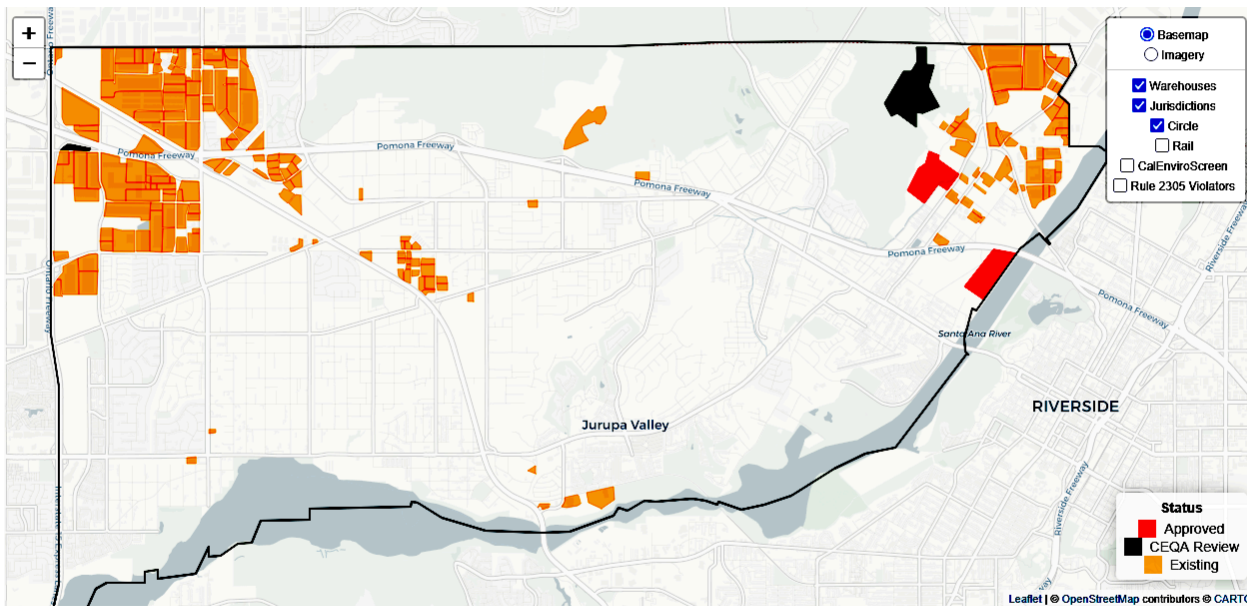 +
−
Basemap
Imagery
Warehouses
Jurisdictions
Circle
Rail
CalEnviroScreen
Rule 2305 Violators
Ontario Freeway
Pomona Freeway
Pomona Freeway
Pomona Freeway
Pomona Freeway
Pomona Freeway
Riverside Freeway
Ontario Freeway
Santa Ana River
RIVERSIDE
Jurupa Valley
Riverside Freeway
Status
Approved
CEQA Review
Existing
Leaflet | © OpenStreetMap contributors © CARTO